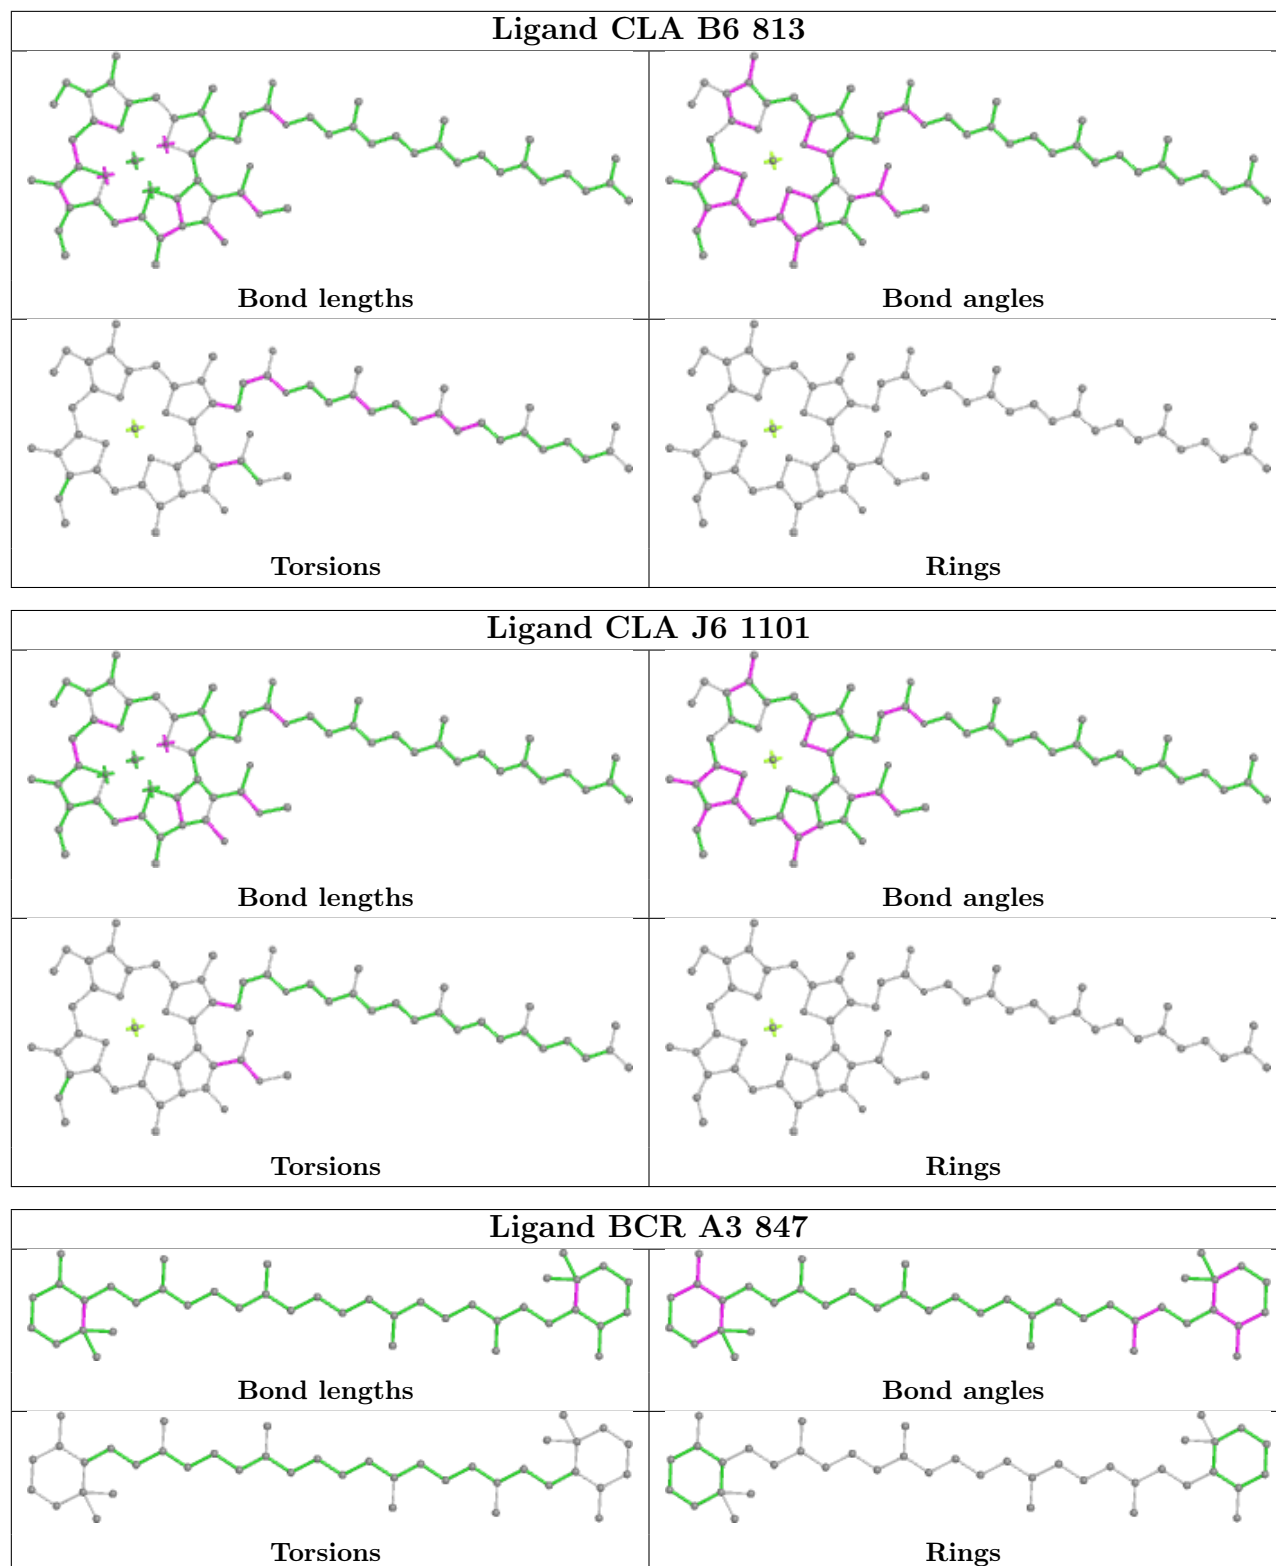 Ligand CLA B6 813
Bond lengths
Bond angles
Torsions
Rings
Ligand CLA J6 1101
Bond lengths
Bond angles
Torsions
Rings
Ligand BCR A3 847
Bond lengths
Bond angles
Torsions
Rings